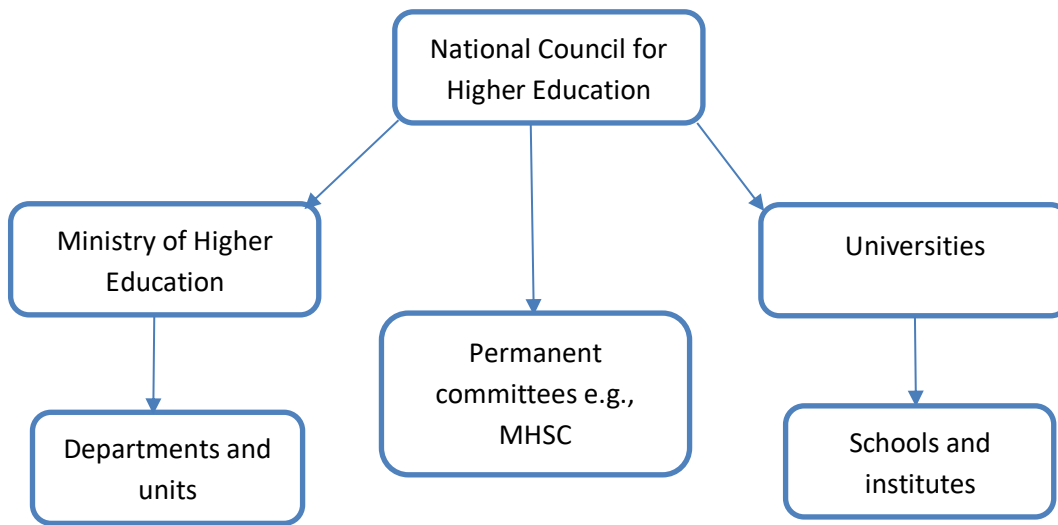 National Council for
Higher Education
Ministry of Higher
Education
Universities
Permanent
committees e.g.,
MHSC
Departments and
units
Schools and
institutes